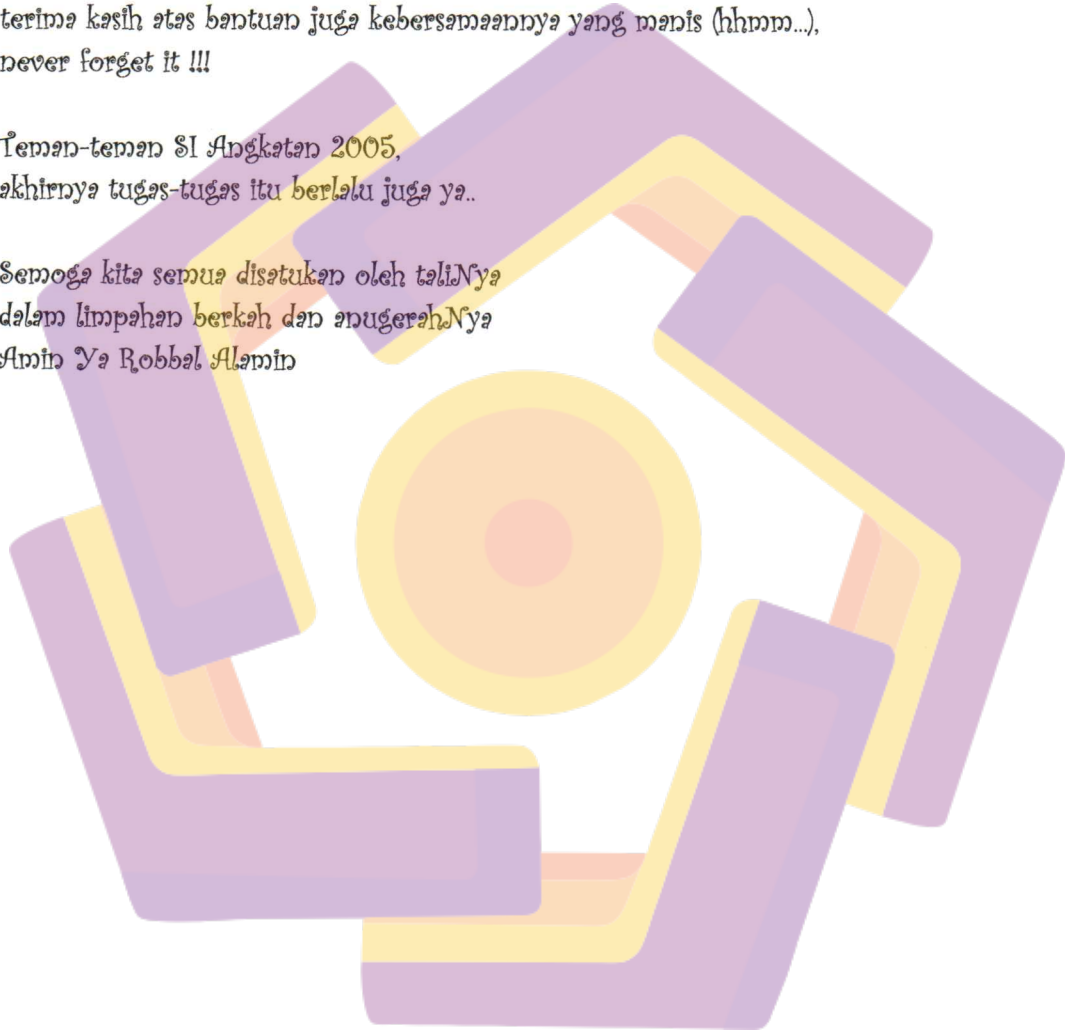 terima kasih atas bantuan juga kebersamaannya yang manis (hhmm...),
never forget it !!!
Teman-teman SI Angkatan 2005,
akhirnya tugas-tugas itu berlalu juga ya..
Semoga kita semua disatukan oleh taliNya
dalam limpahan berkah dan anugerahNya
Amin Ya Robbal Alamin